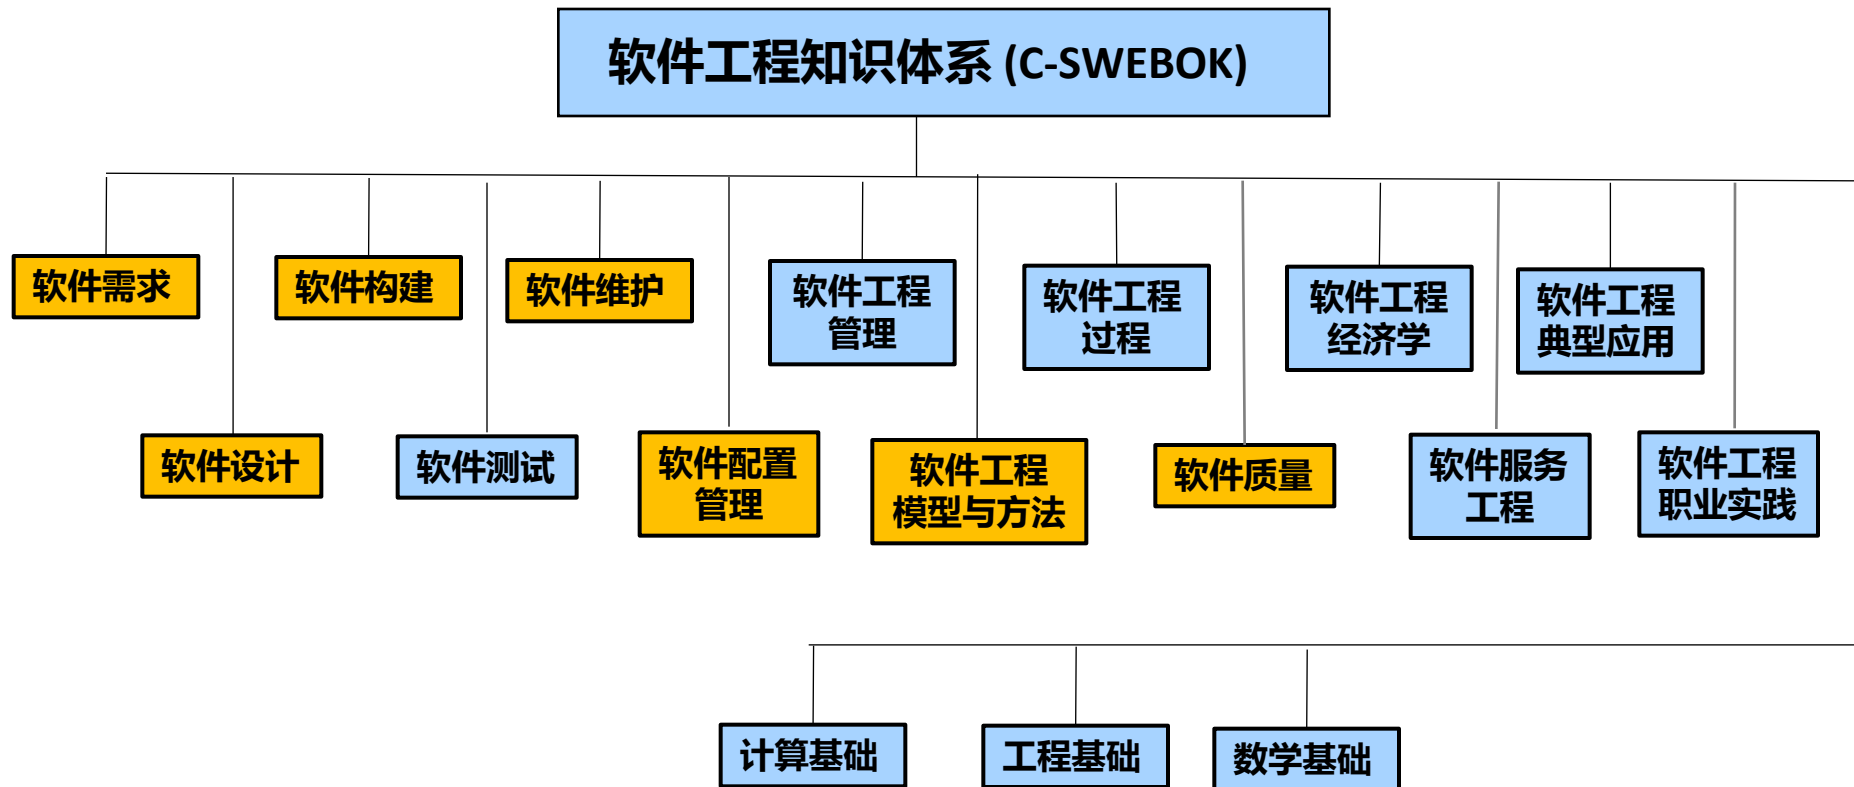 软件工程知识体系 (C-SWEBOK)
软件需求
软件构建
软件维护
软件工程
管理
软件工程
过程
软件工程
经济学
软件工程
典型应用
软件设计
软件测试
软件配置
管理
软件工程
模型与方法
软件质量
软件服务
工程
软件工程
职业实践
计算基础
工程基础
数学基础